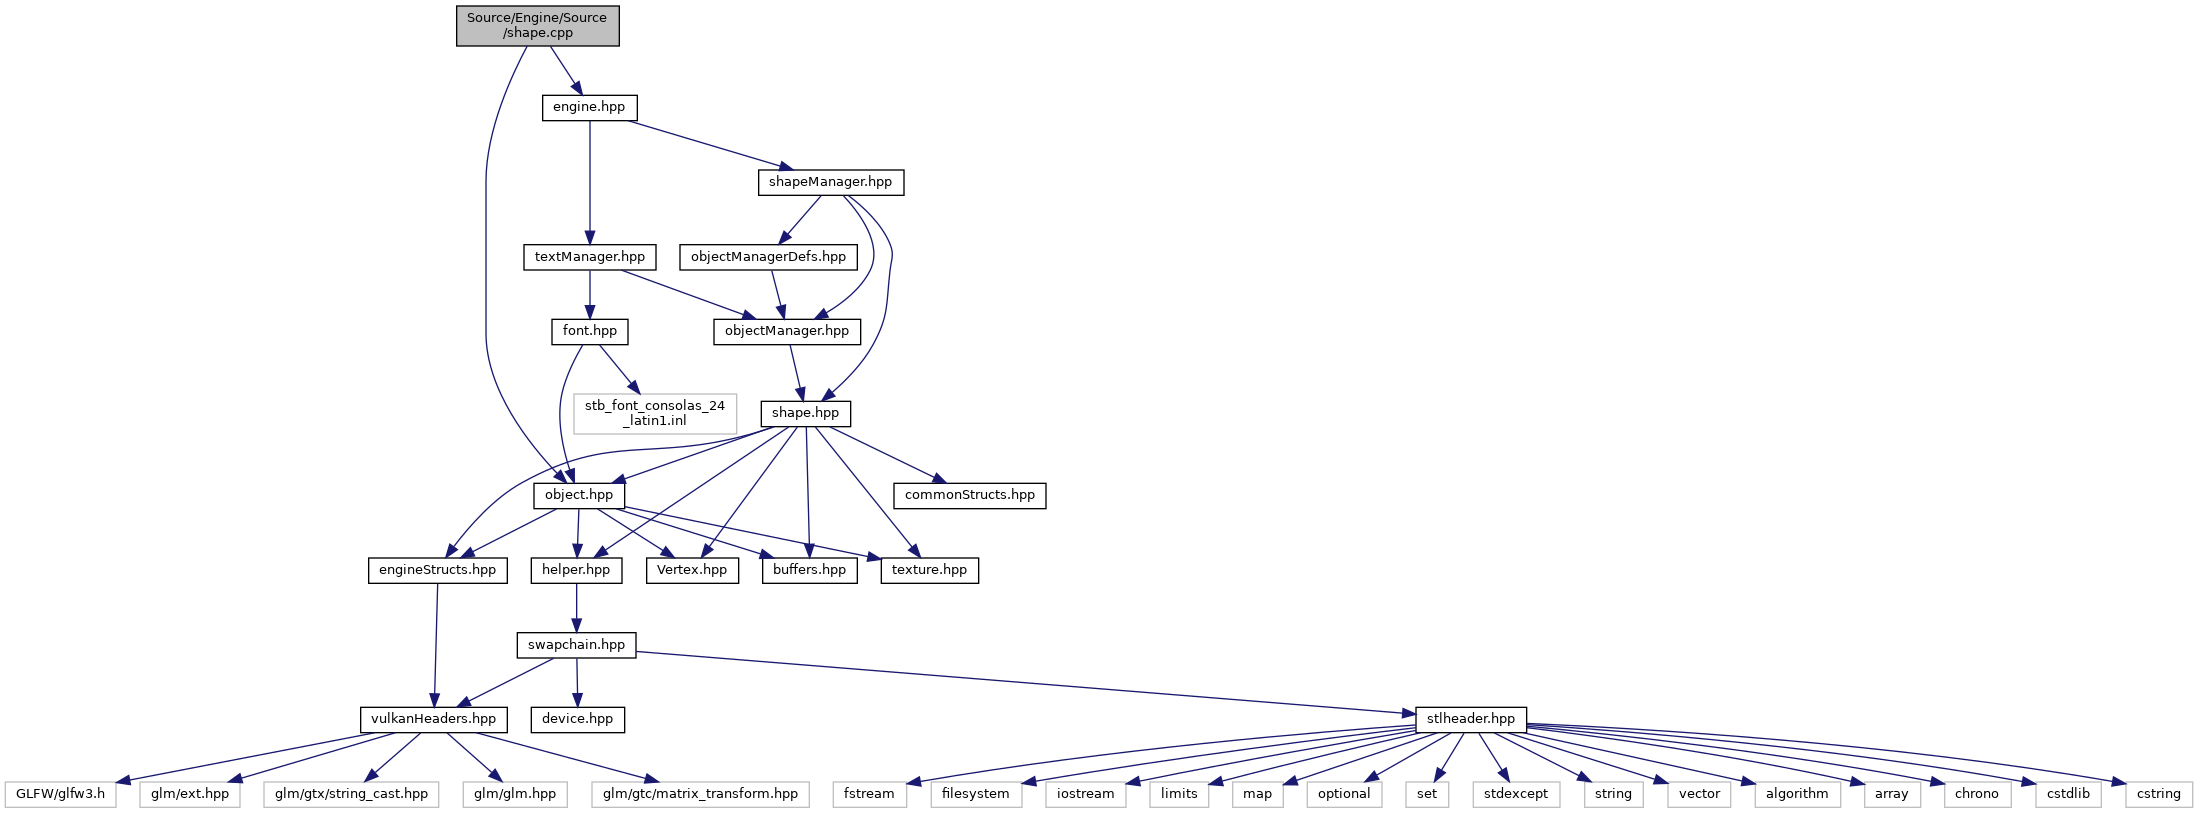 Source/Engine/Source
/shape.cpp
engine.hpp
shapeManager.hpp
textManager.hpp
objectManagerDefs.hpp
font.hpp
objectManager.hpp
stb_font_consolas_24
_latin1.inl
shape.hpp
object.hpp
commonStructs.hpp
engineStructs.hpp
helper.hpp
Vertex.hpp
buffers.hpp
texture.hpp
swapchain.hpp
vulkanHeaders.hpp
device.hpp
stlheader.hpp
GLFW/glfw3.h
glm/ext.hpp
glm/gtx/string_cast.hpp
glm/glm.hpp
glm/gtc/matrix_transform.hpp
fstream
filesystem
iostream
limits
map
optional
set
stdexcept
string
vector
algorithm
array
chrono
cstdlib
cstring